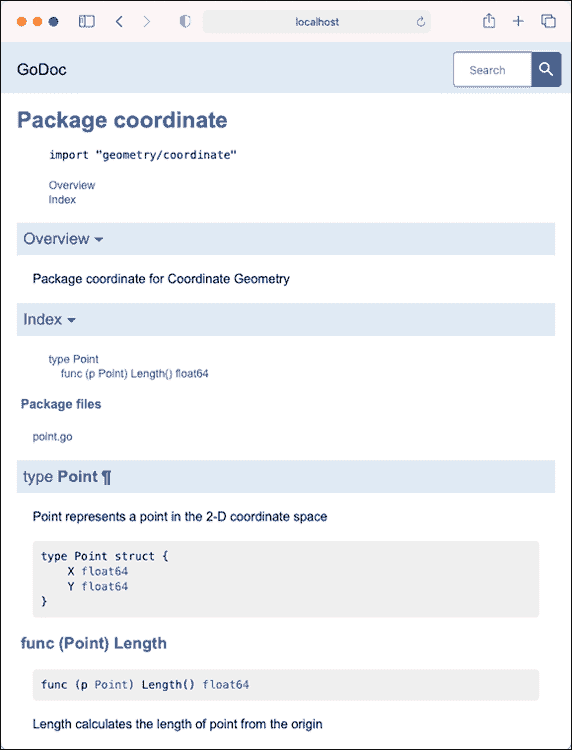 localhost
GoDoc
Search
Package coordinate
import "geometry/coordinate"
Overview
Index
Overview
Package coordinate for Coordinate Geometry
Index
type Point
func (p Point) Length() float64
Package files
point.go
type Point ¶
Point represents a point in the 2-D coordinate space
type Point struct {
    X float64
    Y float64
}
func (Point) Length
func (p Point) Length() float64
Length calculates the length of point from the origin